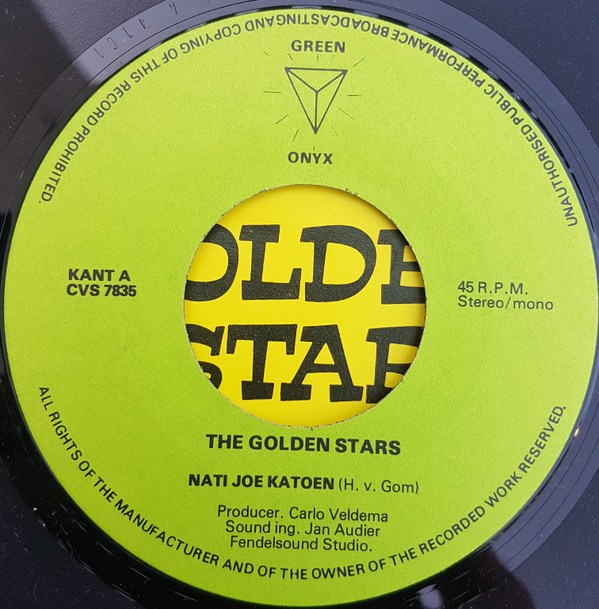 UNAUTHORISED PUBLIC PERFORMANCE BROADCASTING AND COPYING OF THIS RECORD PROHIBITED.
GREEN
ONYX
KANT A
CVS 7835
45 R.P.M.
Stereo/mono
OLDE
STAR
THE GOLDEN STARS
NATI JOE KATOEN (H. v. Gom)
Producer. Carlo Veldema
Sound ing. Jan Audier
Fendelsound Studio.
ALL RIGHTS OF THE MANUFACTURER AND OF THE OWNER OF THE RECORDED WORK RESERVED.